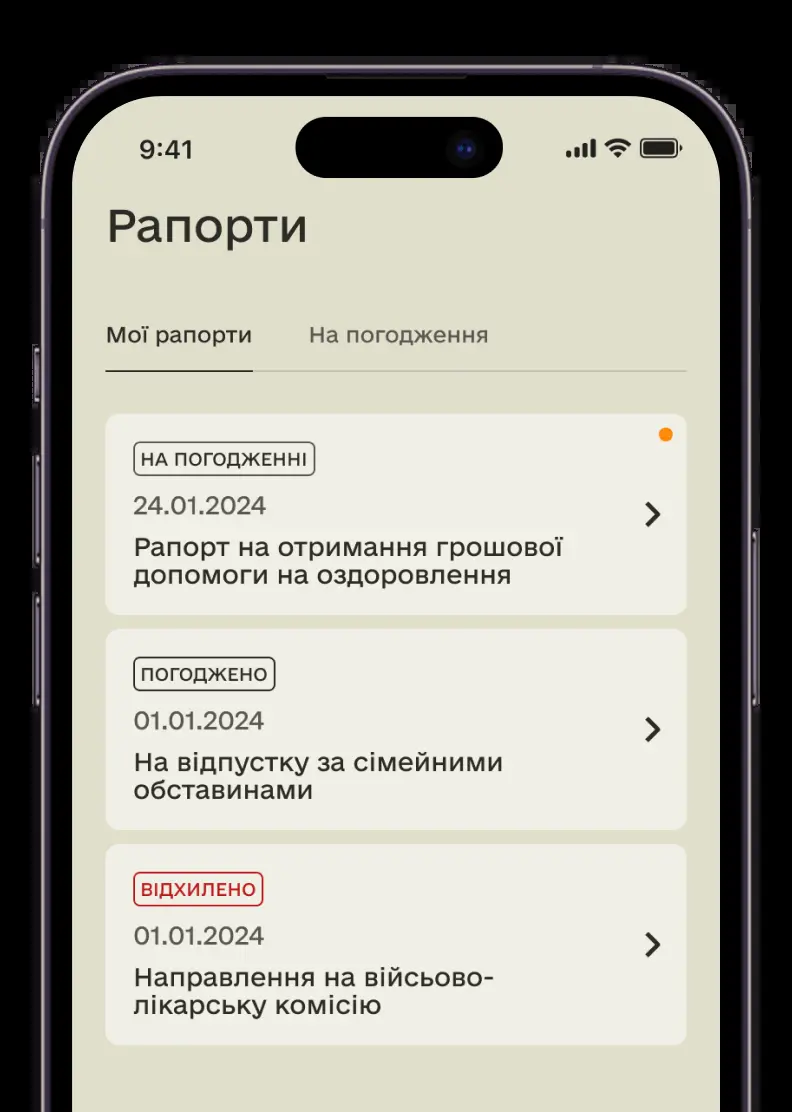 9:41
Рапорти
Мої рапорти На погодження
НА ПОГОДЖЕННІ
24.01.2024
Рапорт на отримання грошової
допомоги на оздоровлення
ПОГОДЖЕНО
01.01.2024
На відпустку за сімейними
обставинами
ВІДХИЛЕНО
01.01.2024
Направлення на війсьово-
лікарську комісію